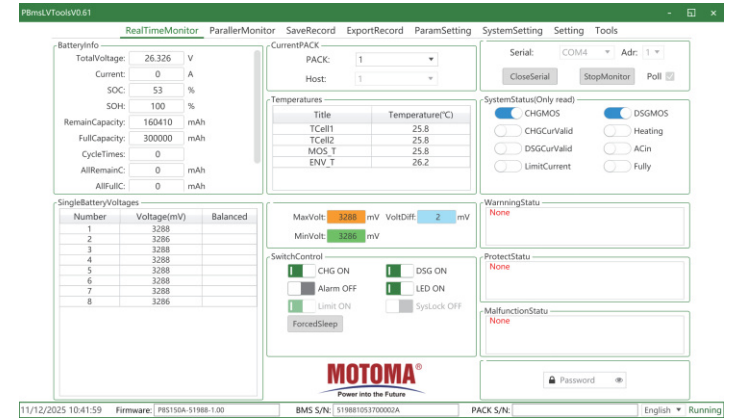 PBmsLVToolsV0.61
RealTimeMonitor ParallerMonitor SaveRecord ExportRecord ParamSetting SystemSetting Setting Tools
BatteryInfo
TotalVoltage: 26.326 V
Current: 0 A
SOC: 53 %
SOH: 100 %
RemainCapacity: 160410 mAh
FullCapacity: 300000 mAh
CycleTimes: 0
AllRemainC: 0 mAh
AllFullC: 0 mAh
CurrentPACK
PACK: 1
Host: 1
Serial: COM4 Adr: 1
CloseSerial StopMonitor Poll
Temperatures
Title Temperature(°C)
TCell1 25.8
TCell2 25.8
MOS_T 25.8
ENV_T 26.2
SystemStatus(Only read)
CHGMOS DSGMOS
CHGCurValid Heating
DSGCurValid ACin
LimitCurrent Fully
SingleBatteryVoltages
Number Voltage(mV) Balanced
1 3288
2 3286
3 3288
4 3288
5 3288
6 3288
7 3288
8 3286
MaxVolt: 3288 mV VoltDiff: 2 mV
MinVolt: 3286 mV
SwitchControl
CHG ON DSG ON
Alarm OFF LED ON
Limit ON SysLock OFF
ForcedSleep
WarnningStatu
None
ProtectStatu
None
MalfunctionStatu
None
MOTOMA®
Power into the Future
Password
11/12/2025 10:41:59 Firmware: P8S150A-51988-1.00 BMS S/N: 519881053700002A PACK S/N: English Running